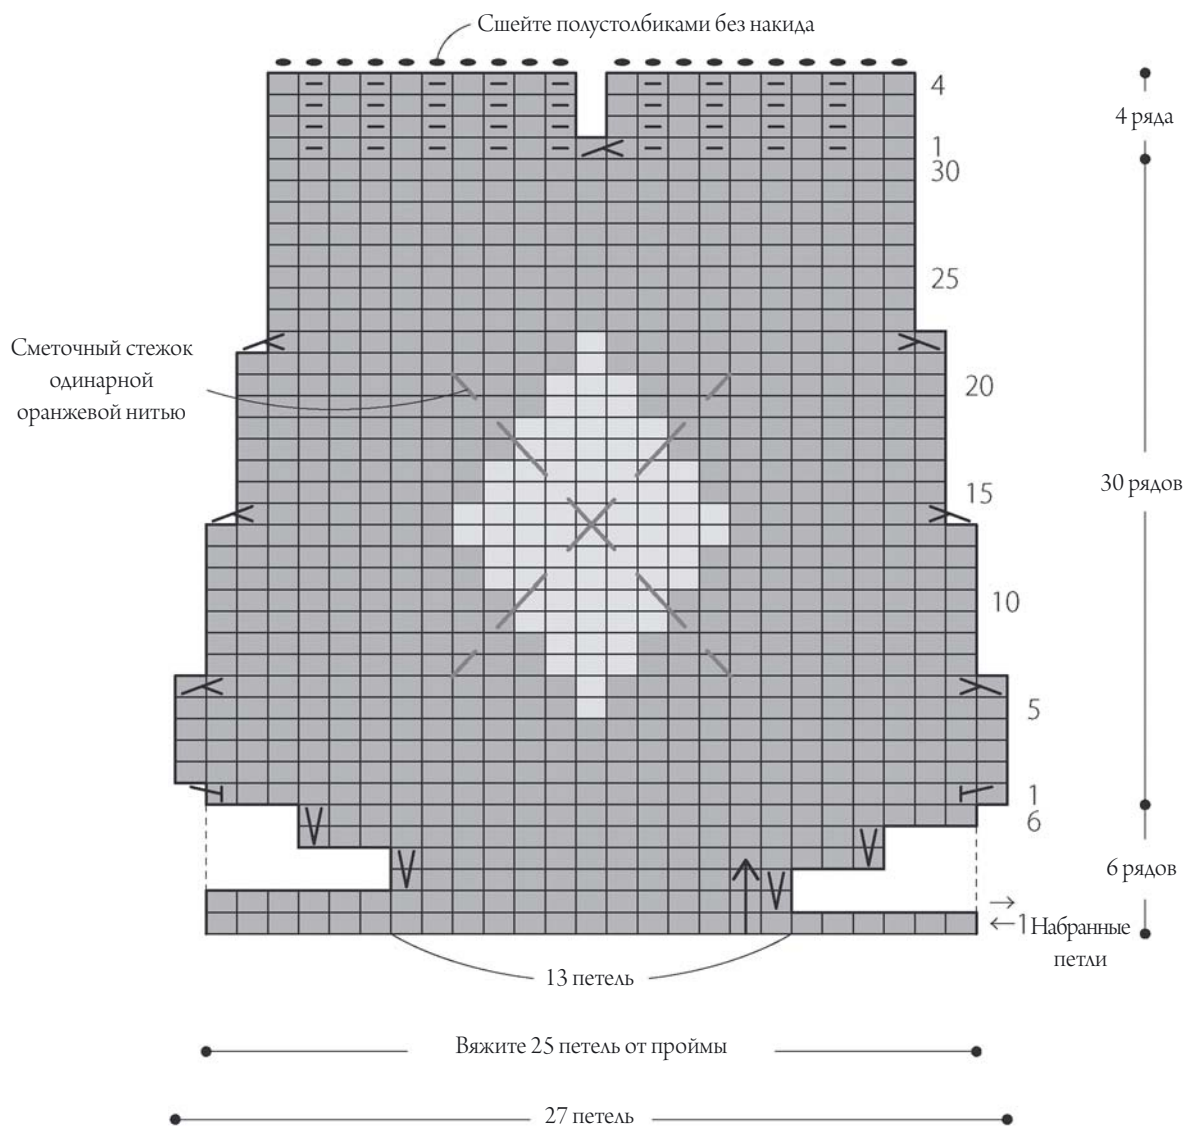 Сшейте полустолбиками без накида
4
4 ряда
1
30
25
Сметочный стежок
одинарной
оранжевой нитью
20
30 рядов
15
10
5
1
6
6 рядов
→
←1 Набранные
петли
13 петель
Вяжите 25 петель от проймы
27 петель